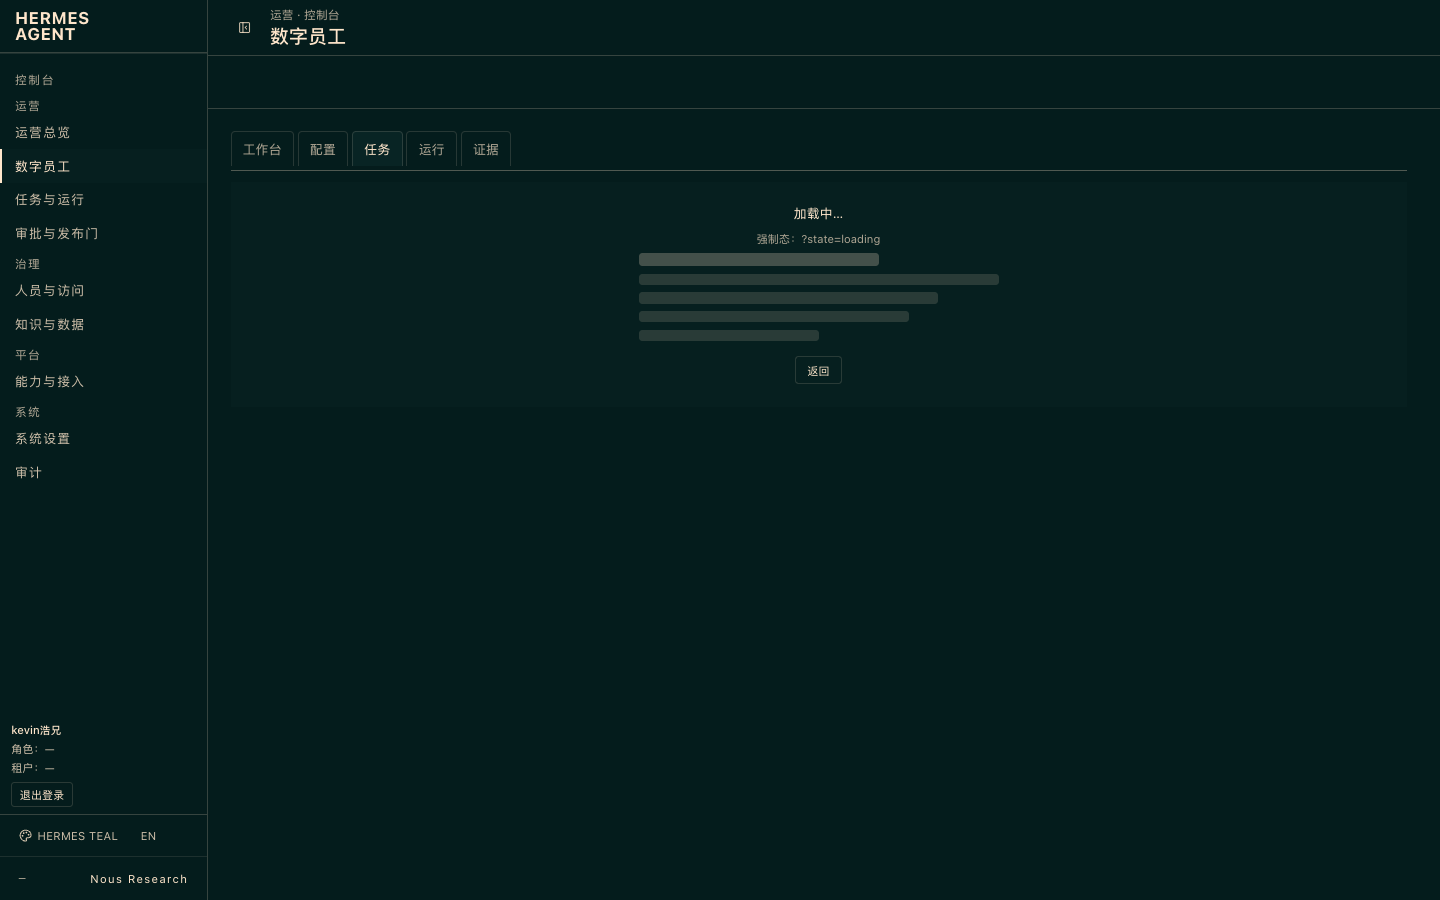 HERMES
AGENT
控制台
运营
运营总览
数字员工
任务与运行
审批与发布门
治理
人员与访问
知识与数据
平台
能力与接入
系统
系统设置
审计
kevin浩兄
角色：—
租户：—
退出登录
HERMES TEAL EN
— Nous Research
运营 · 控制台
数字员工
工作台 配置 任务 运行 证据
加载中…
强制态：?state=loading
返回